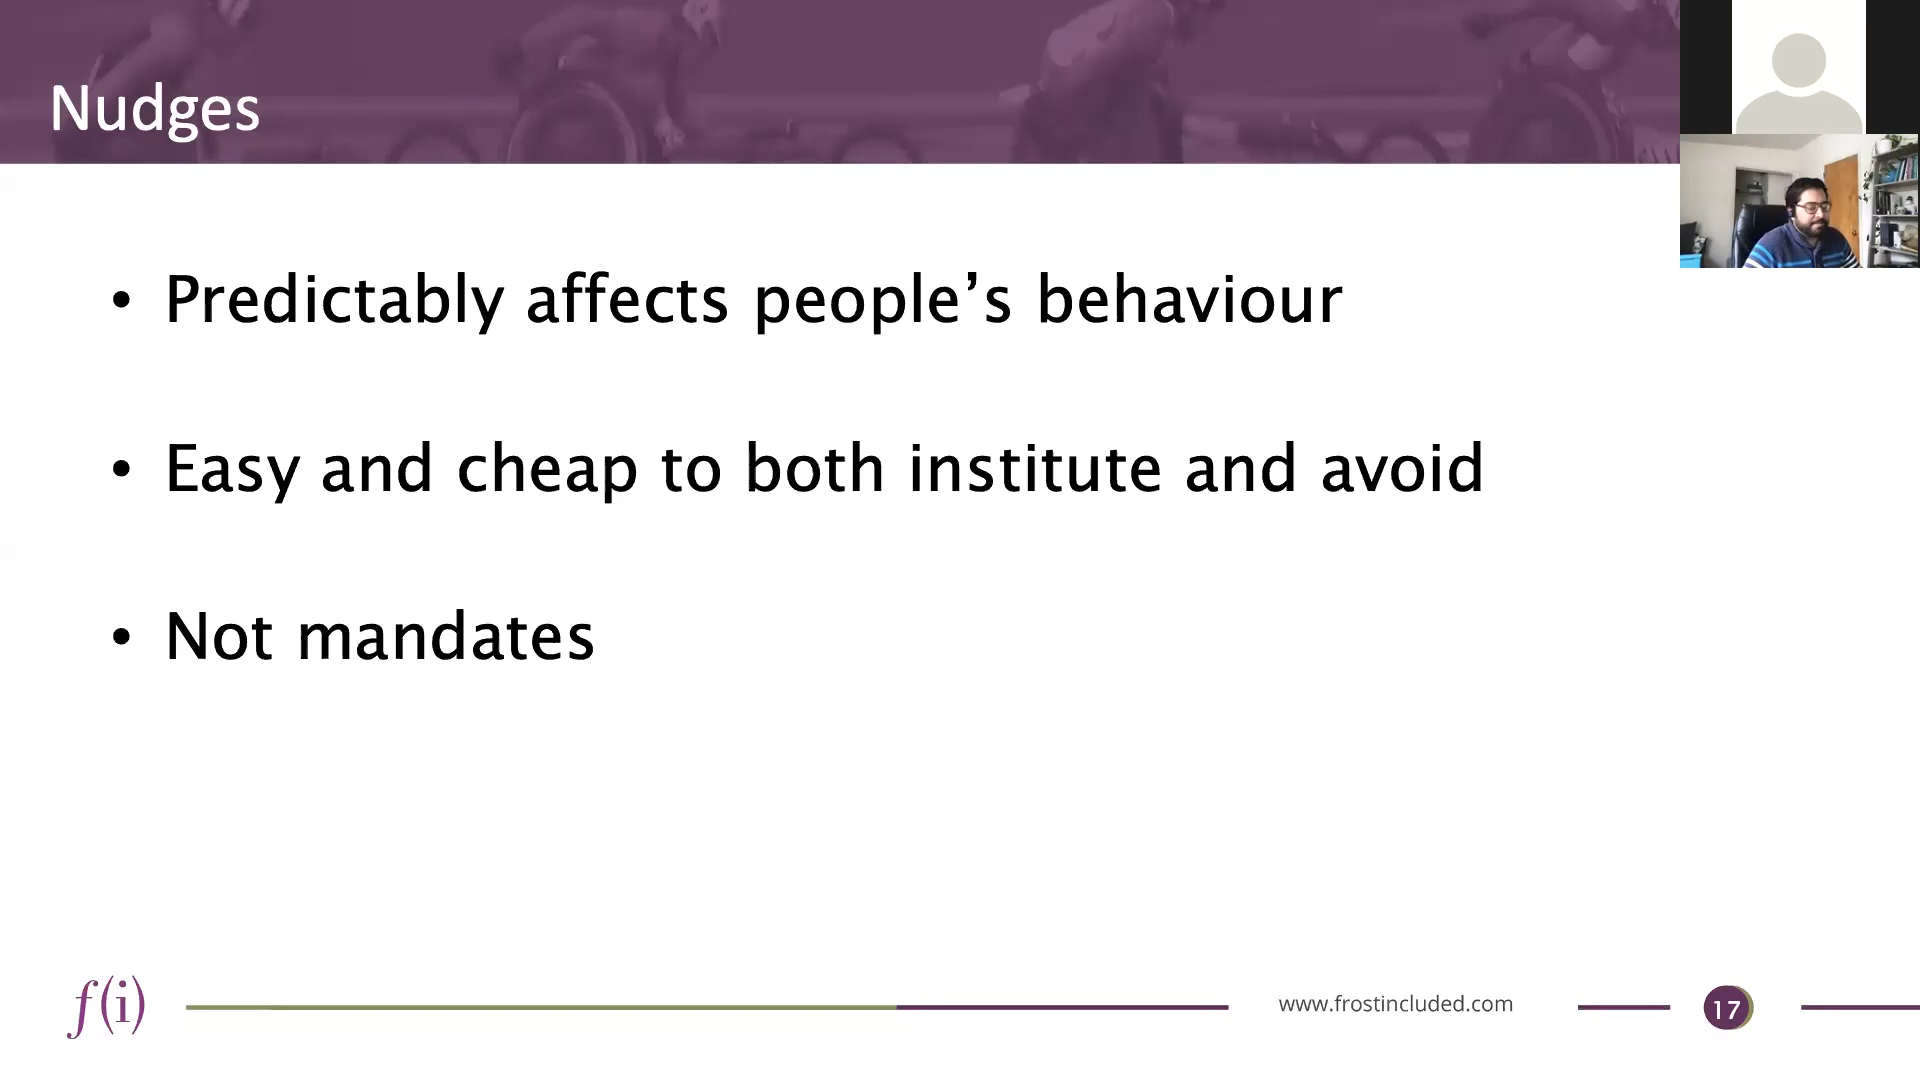 Nudges
• Predictably affects people’s behaviour
• Easy and cheap to both institute and avoid
• Not mandates
f(i)
www.frostincluded.com
17